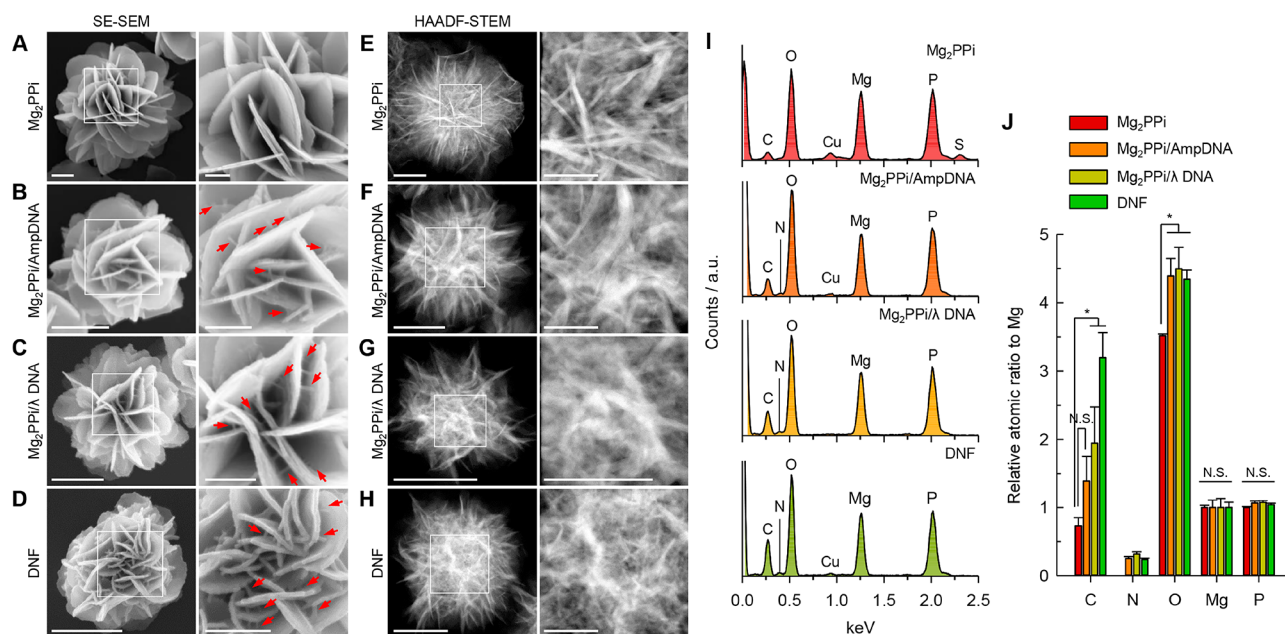 SE-SEM
HAADF-STEM
A
Mg₂PPi
B
Mg₂PPi/AmpDNA
C
Mg₂PPi/λ DNA
D
DNF
E
Mg₂PPi
F
Mg₂PPi/AmpDNA
G
Mg₂PPi/λ DNA
H
DNF
I
Counts / a.u.
Mg₂PPi
C
O
Cu
Mg
P
S
Mg₂PPi/AmpDNA
C
N
O
Cu
Mg
P
Mg₂PPi/λ DNA
C
N
O
Mg
P
DNF
C
N
O
Cu
Mg
P
0.0 0.5 1.0 1.5 2.0 2.5
keV
J
Mg₂PPi
Mg₂PPi/AmpDNA
Mg₂PPi/λ DNA
DNF
Relative atomic ratio to Mg
5
4
3
2
1
0
*
N.S.
*
N.S.
N.S.
C N O Mg P